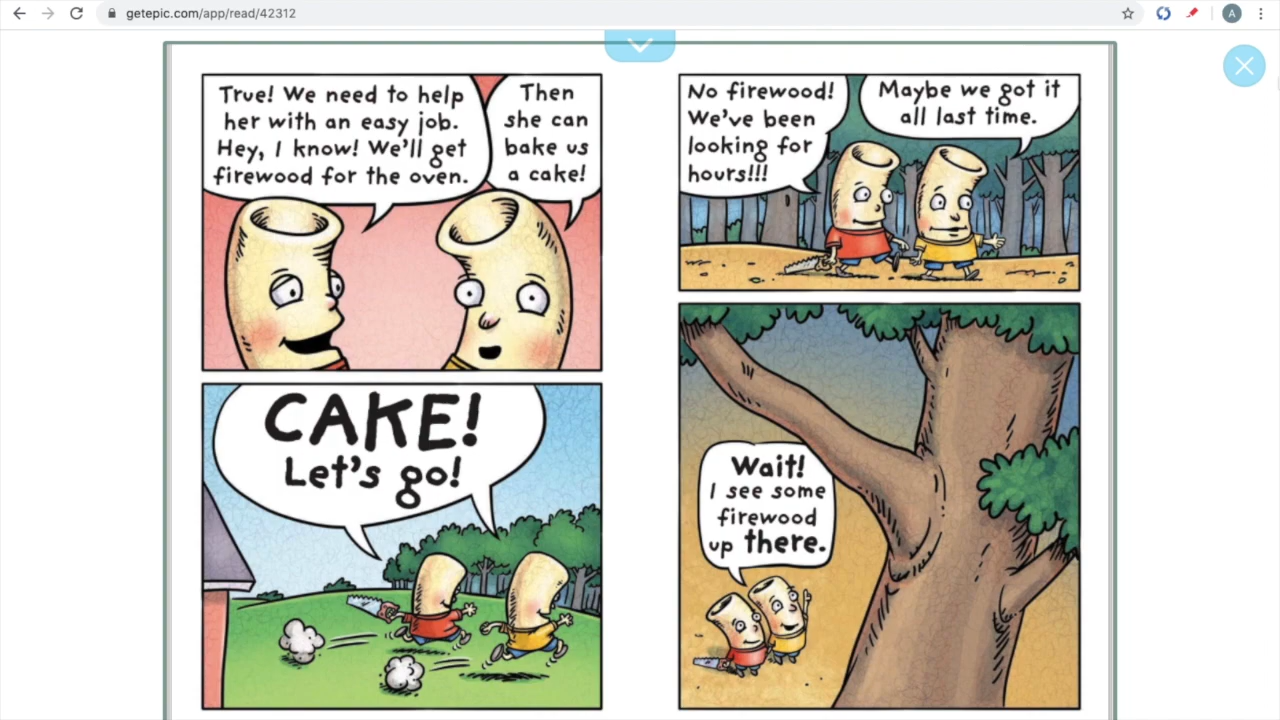 getepic.com/app/read/42312
A
True! We need to help
her with an easy job.
Hey, I know! We'll get
firewood for the oven.
Then
she can
bake us
a cake!
CAKE!
Let's go!
No firewood!
We've been
looking for
hours!!!
Maybe we got it
all last time.
Wait!
I see some
firewood
up there.